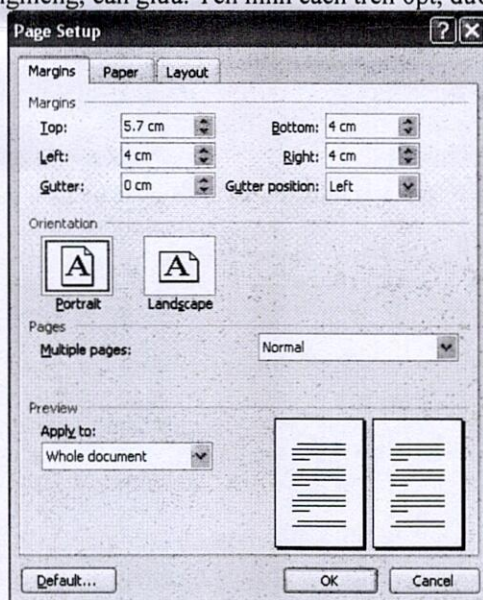 Page Setup
Margins Paper Layout
Margins
Top: 5.7 cm Bottom: 4 cm
Left: 4 cm Right: 4 cm
Gutter: 0 cm Gutter position: Left
Orientation
A A
Portrait Landscape
Pages
Multiple pages: Normal
Preview
Apply to:
Whole document
Default... OK Cancel